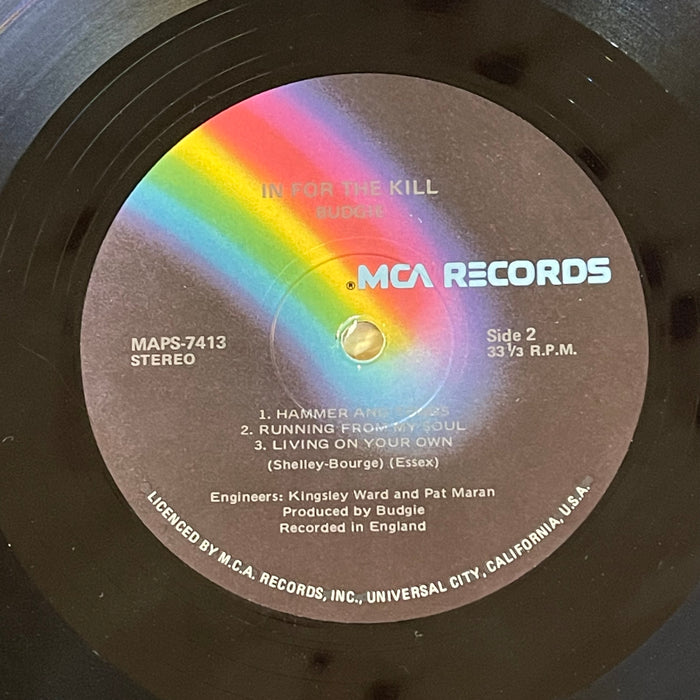 IN FOR THE KILL
BUDGIE
® MCA RECORDS
MAPS-7413
STEREO
Side 2
33⅓ R.P.M.
1. HAMMER AND
2. RUNNING FROM MY SOUL
3. LIVING ON YOUR OWN
(Shelley-Bourge) (Essex)
Engineers: Kingsley Ward and Pat Maran
Produced by Budgie
Recorded in England
LICENCED BY M.C.A. RECORDS, INC., UNIVERSAL CITY, CALIFORNIA, U.S.A.